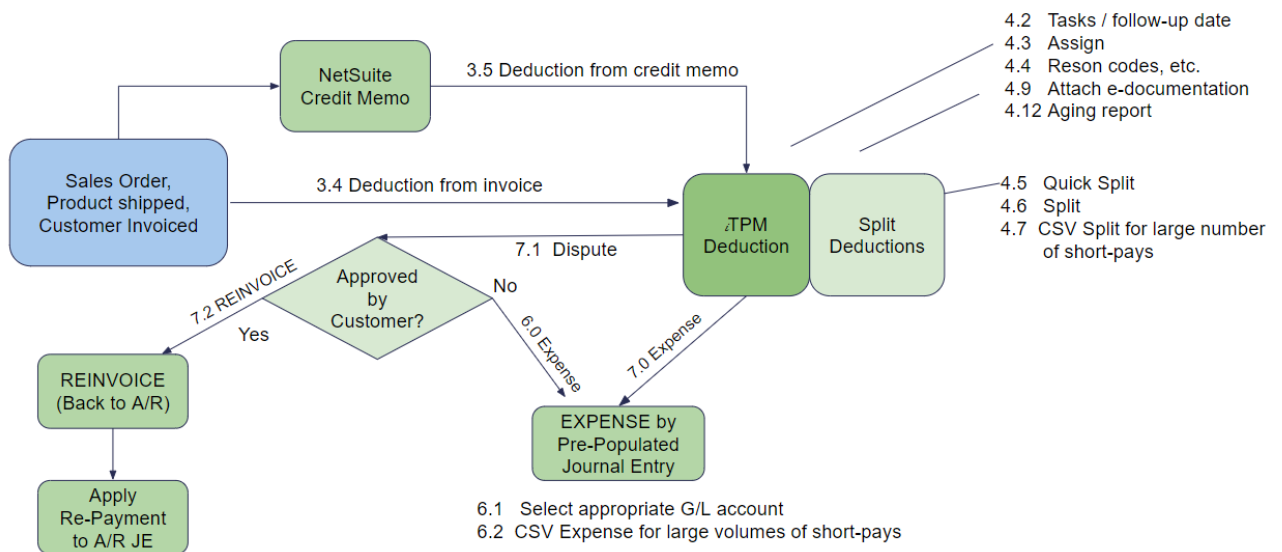 4.2 Tasks / follow-up date
4.3 Assign
4.4 Reson codes, etc.
4.9 Attach e-documentation
4.12 Aging report
NetSuite
Credit Memo
3.5 Deduction from credit memo
Sales Order,
Product shipped,
Customer Invoiced
3.4 Deduction from invoice
iTPM
Deduction
Split
Deductions
4.5 Quick Split
4.6 Split
4.7 CSV Split for large number
of short-pays
7.1 Dispute
Approved
by
Customer?
7.2 REINVOICE
Yes
No
6.0 Expense
7.0 Expense
REINVOICE
(Back to A/R)
EXPENSE by
Pre-Populated
Journal Entry
Apply
Re-Payment
to A/R JE
6.1 Select appropriate G/L account
6.2 CSV Expense for large volumes of short-pays